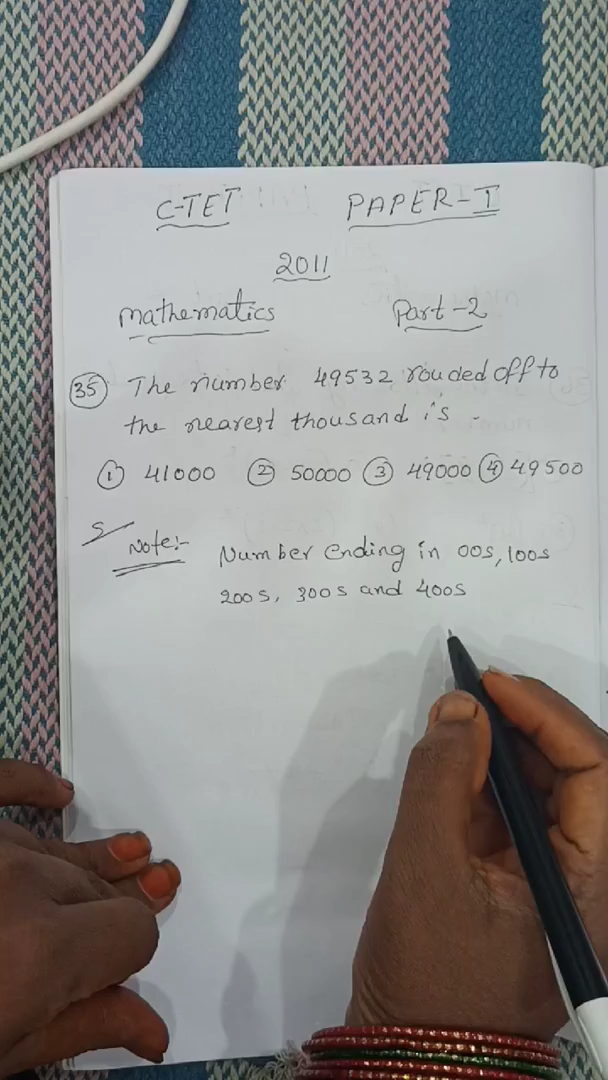 C-TET PAPER-I
2011
Mathematics Part-2
35 The number 49532 rouded off to
the nearest thousand is -
1 41000 2 50000 3 49000 4 49500
S Note:- Number Ending in 00s, 100s
200s, 300s and 400s